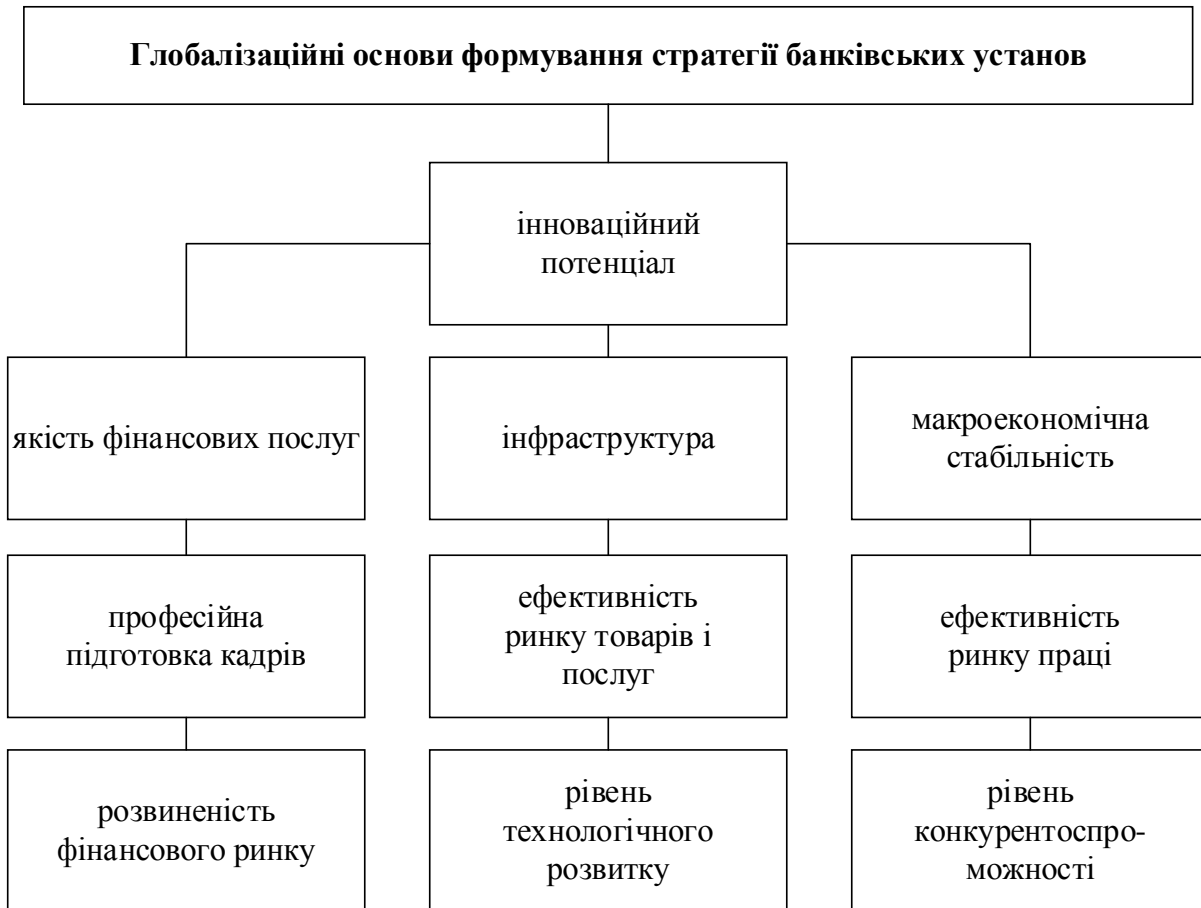 Глобалізаційні основи формування стратегії банківських установ
інноваційний
потенціал
якість фінансових послуг
інфраструктура
макроекономічна
стабільність
професійна
підготовка кадрів
ефективність
ринку товарів і
послуг
ефективність
ринку праці
розвиненість
фінансового ринку
рівень
технологічного
розвитку
рівень
конкурентоспро-
можності